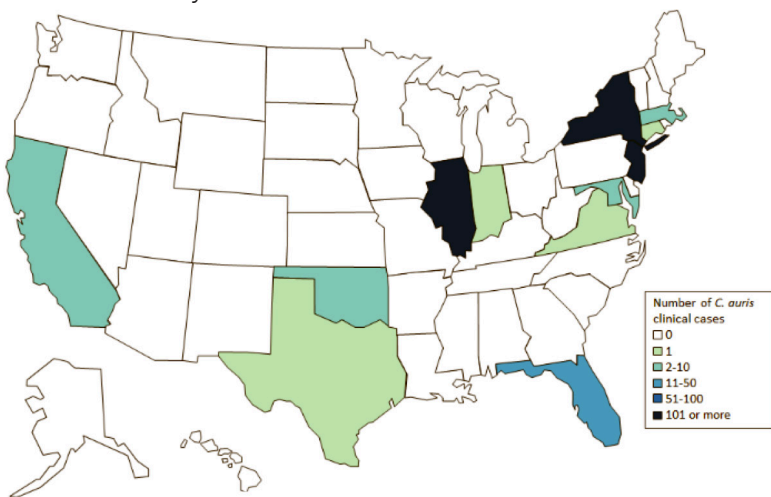 Number of C. auris
clinical cases
0
1
2-10
11-50
51-100
101 or more